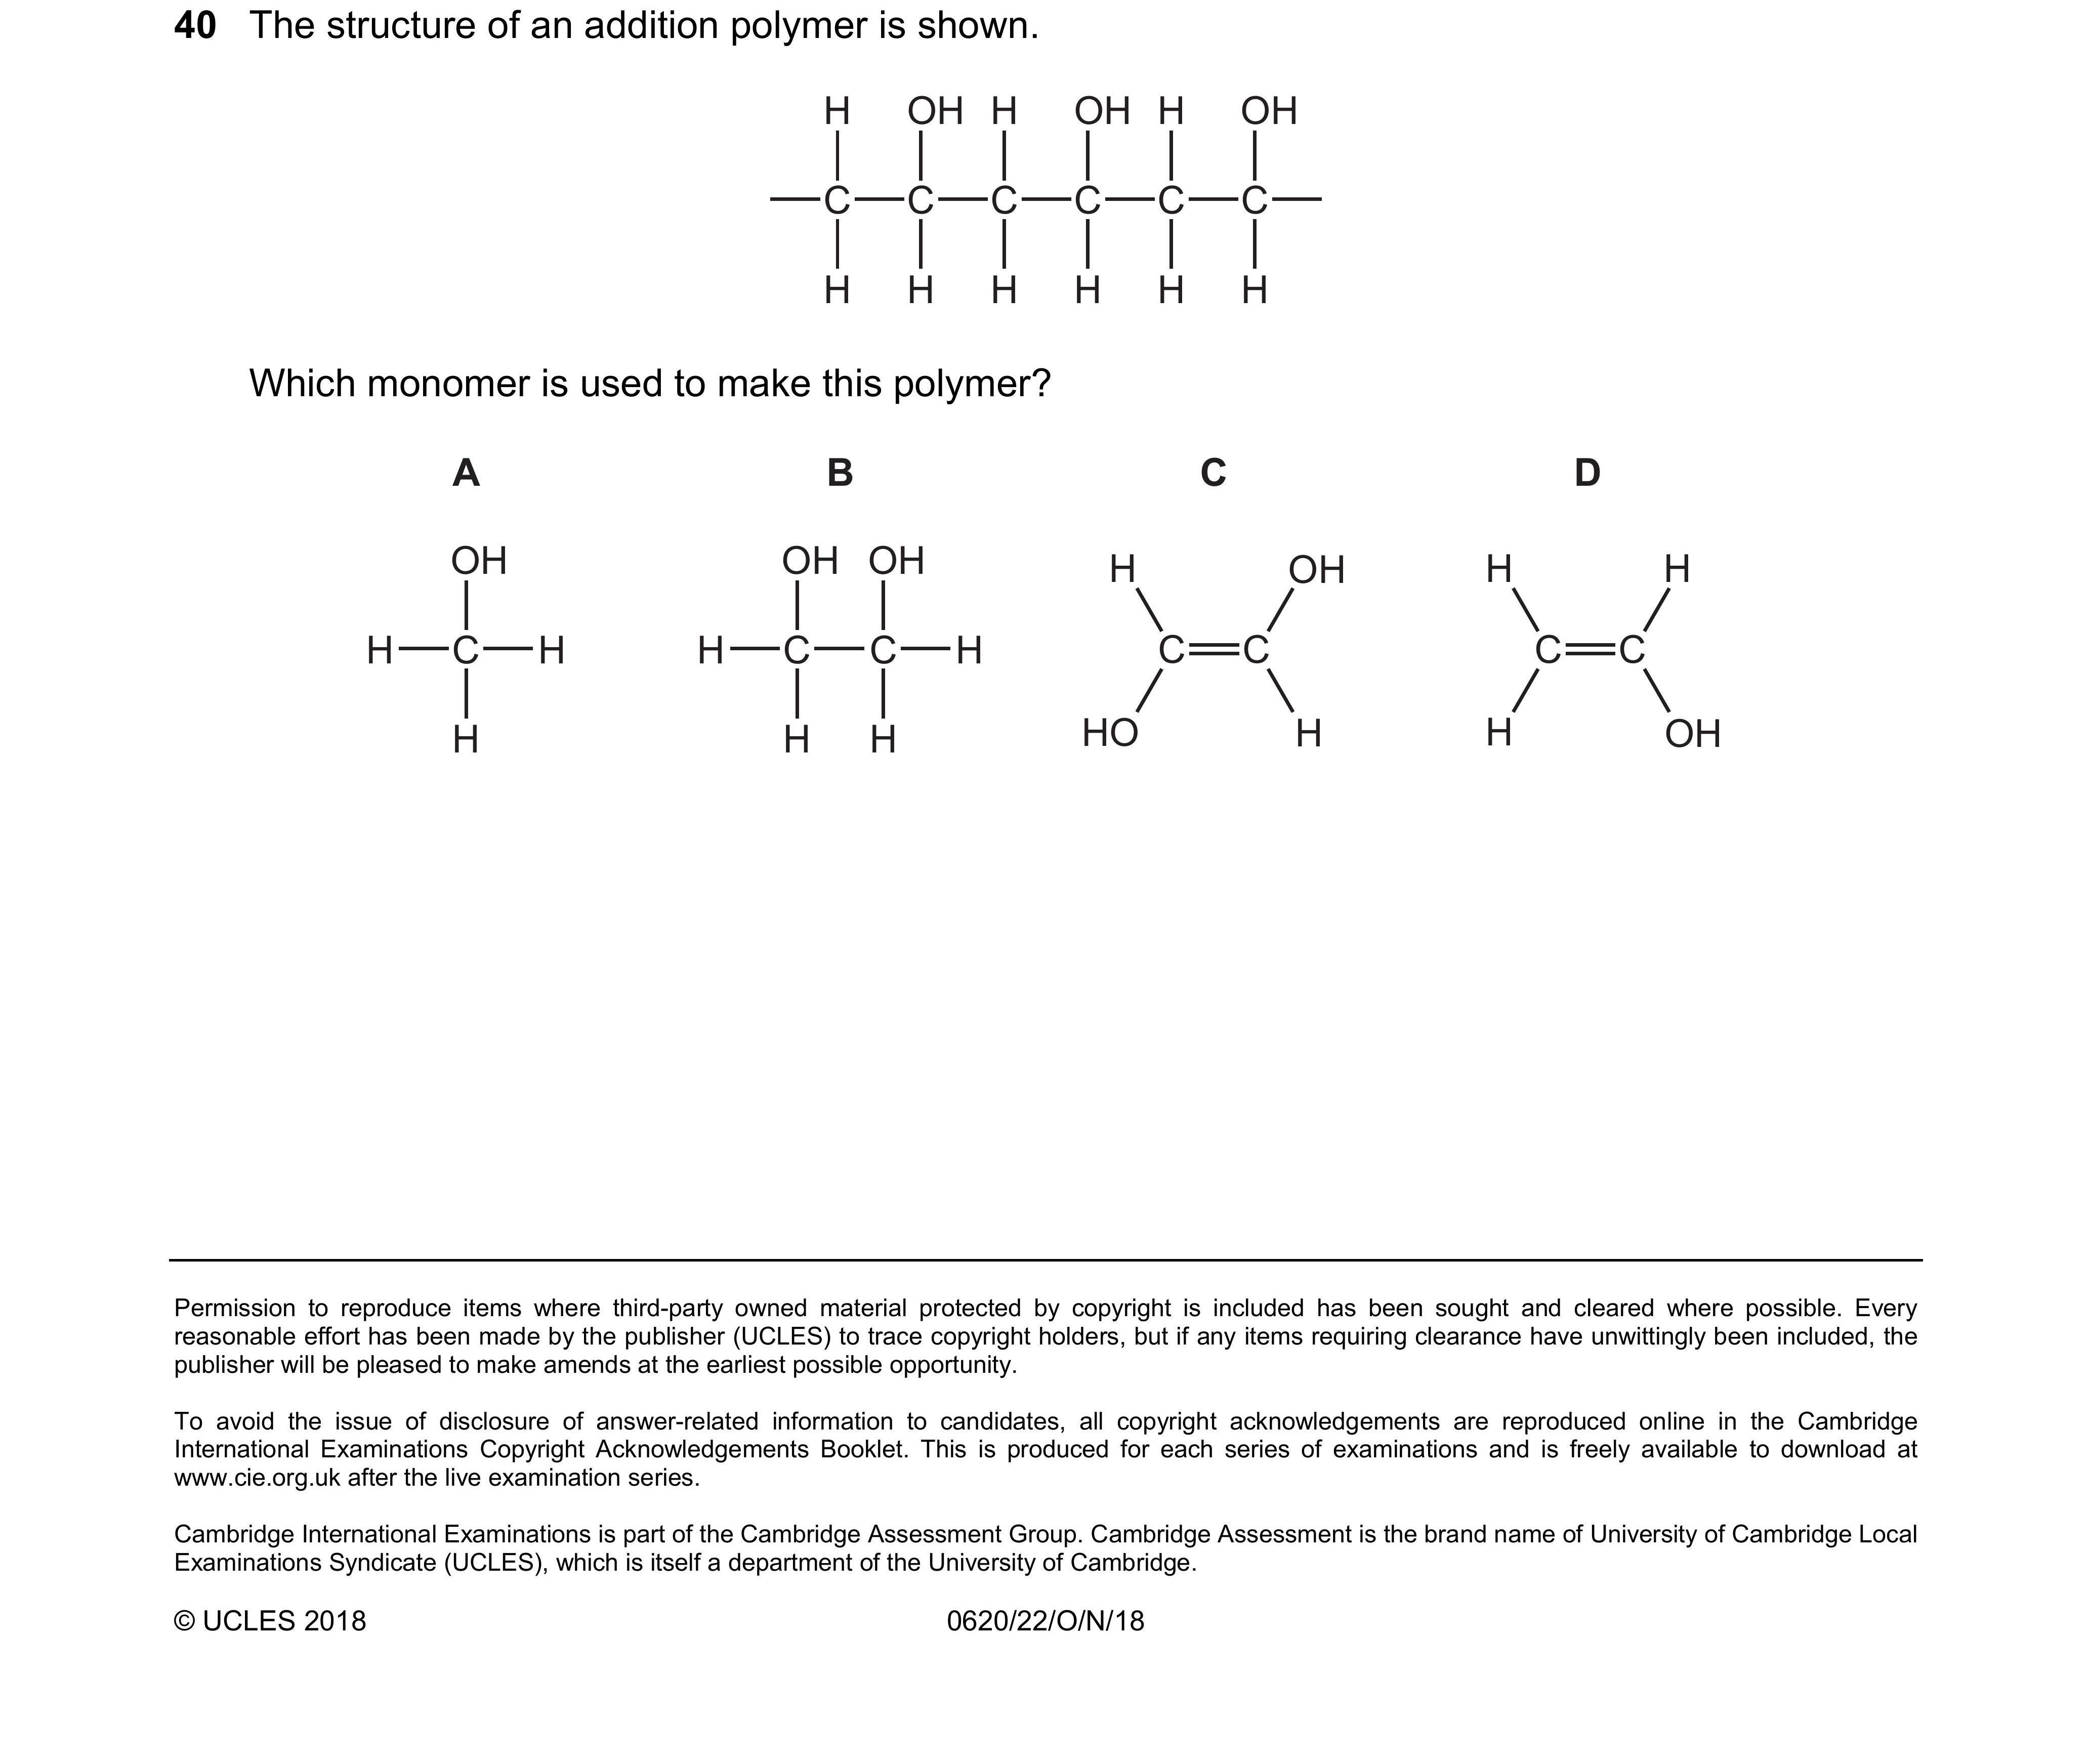 40 The structure of an addition polymer is shown.
H OH H OH H OH
C C C C C C
H H H H H H
Which monomer is used to make this polymer?
A B C D
OH OH OH H OH H H
H C H H C C H C C C C
H H H HO H H OH
Permission to reproduce items where third-party owned material protected by copyright is included has been sought and cleared where possible. Every
reasonable effort has been made by the publisher (UCLES) to trace copyright holders, but if any items requiring clearance have unwittingly been included, the
publisher will be pleased to make amends at the earliest possible opportunity.
To avoid the issue of disclosure of answer-related information to candidates, all copyright acknowledgements are reproduced online in the Cambridge
International Examinations Copyright Acknowledgements Booklet. This is produced for each series of examinations and is freely available to download at
www.cie.org.uk after the live examination series.
Cambridge International Examinations is part of the Cambridge Assessment Group. Cambridge Assessment is the brand name of University of Cambridge Local
Examinations Syndicate (UCLES), which is itself a department of the University of Cambridge.
© UCLES 2018 0620/22/O/N/18